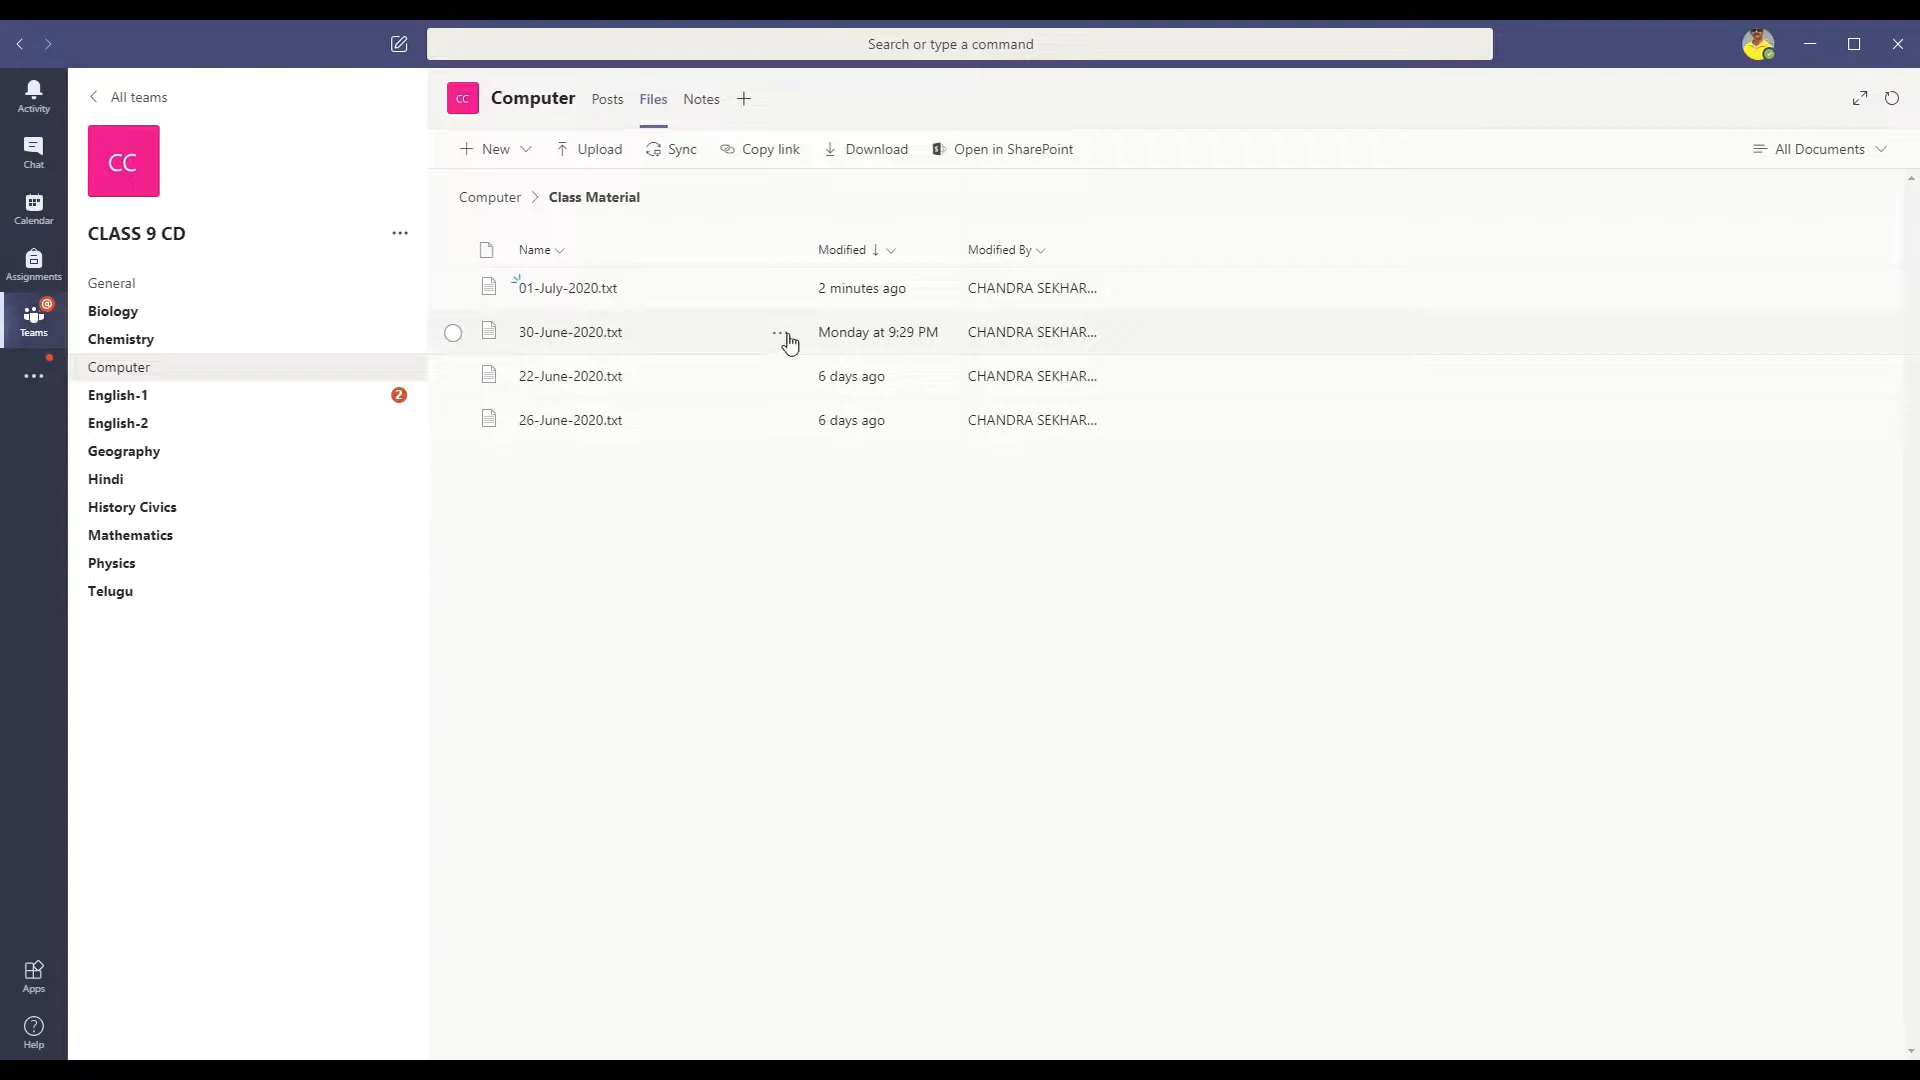 Search or type a command
Activity
Chat
Calendar
Assignments
Teams
Apps
Help
All teams
CC
CLASS 9 CD
General
Biology
Chemistry
Computer
English-1 2
English-2
Geography
Hindi
History Civics
Mathematics
Physics
Telugu
CC Computer Posts Files Notes
New Upload Sync Copy link Download Open in SharePoint All Documents
Computer > Class Material
Name Modified Modified By
01-July-2020.txt 2 minutes ago CHANDRA SEKHAR...
30-June-2020.txt Monday at 9:29 PM CHANDRA SEKHAR...
22-June-2020.txt 6 days ago CHANDRA SEKHAR...
26-June-2020.txt 6 days ago CHANDRA SEKHAR...